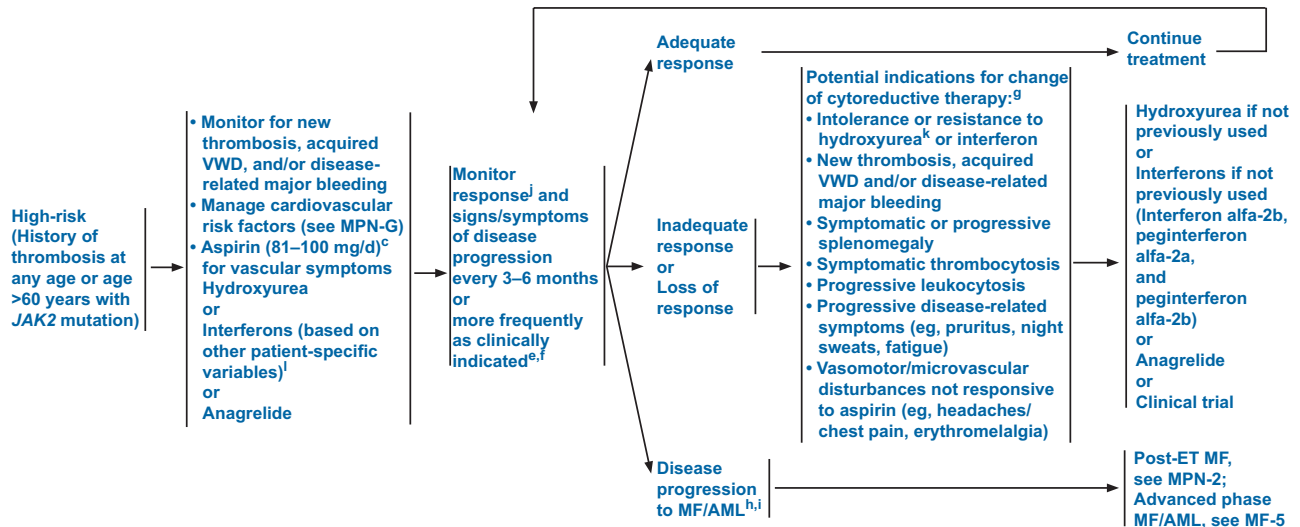 High-risk
(History of
thrombosis at
any age or age
>60 years with
JAK2 mutation)
• Monitor for new
thrombosis, acquired
VWD, and/or disease-
related major bleeding
• Manage cardiovascular
risk factors (see MPN-G)
• Aspirin (81–100 mg/d)c
for vascular symptoms
Hydroxyurea
or
Interferons (based on
other patient-specific
variables)l
or
Anagrelide
Monitor
responsej and
signs/symptoms
of disease
progression
every 3–6 months
or
more frequently
as clinically
indicatede,f
Adequate
response
Continue
treatment
Inadequate
response
or
Loss of
response
Potential indications for change
of cytoreductive therapy:g
• Intolerance or resistance to
hydroxyureak or interferon
• New thrombosis, acquired
VWD and/or disease-related
major bleeding
• Symptomatic or progressive
splenomegaly
• Symptomatic thrombocytosis
• Progressive leukocytosis
• Progressive disease-related
symptoms (eg, pruritus, night
sweats, fatigue)
• Vasomotor/microvascular
disturbances not responsive
to aspirin (eg, headaches/
chest pain, erythromelalgia)
Hydroxyurea if not
previously used
or
Interferons if not
previously used
(Interferon alfa-2b,
peginterferon
alfa-2a,
and
peginterferon
alfa-2b)
or
Anagrelide
or
Clinical trial
Disease
progression
to MF/AMLh,i
Post-ET MF,
see MPN-2;
Advanced phase
MF/AML, see MF-5